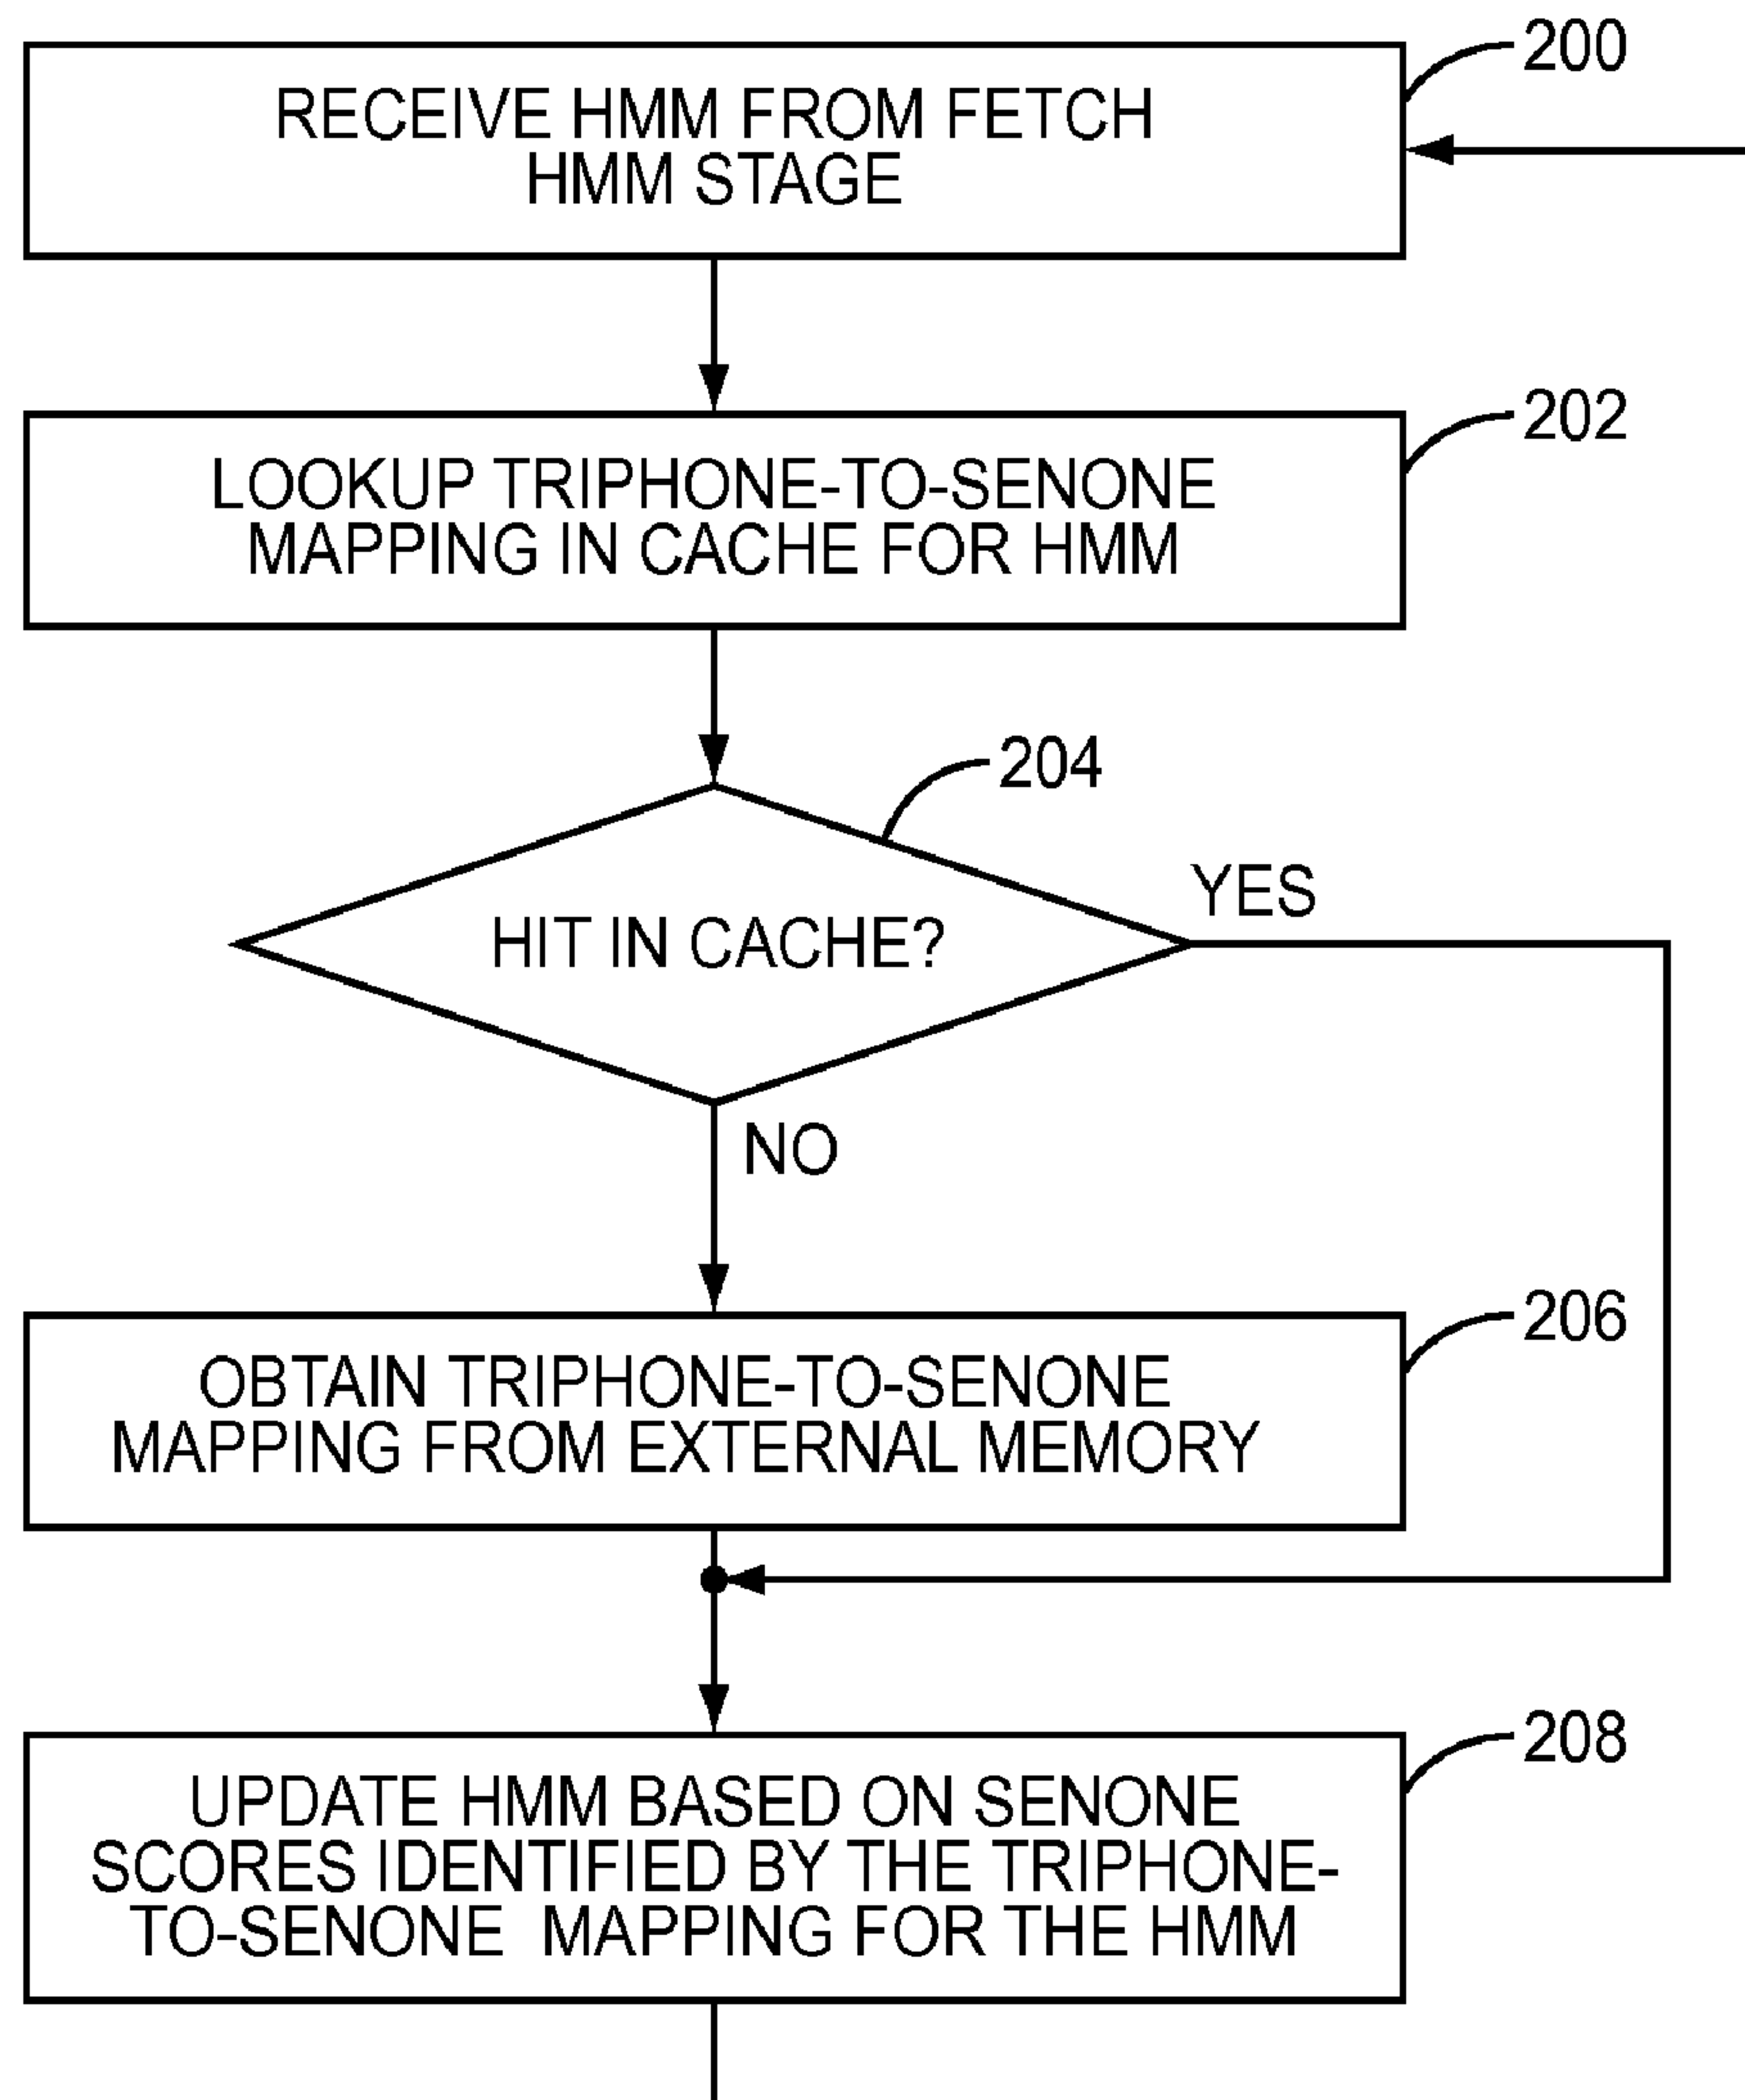 200
RECEIVE HMM FROM FETCH
HMM STAGE
202
LOOKUP TRIPHONE-TO-SENONE
MAPPING IN CACHE FOR HMM
204
YES
HIT IN CACHE?
NO
206
OBTAIN TRIPHONE-TO-SENONE
MAPPING FROM EXTERNAL MEMORY
208
UPDATE HMM BASED ON SENONE
SCORES IDENTIFIED BY THE TRIPHONE-
TO-SENONE MAPPING FOR THE HMM